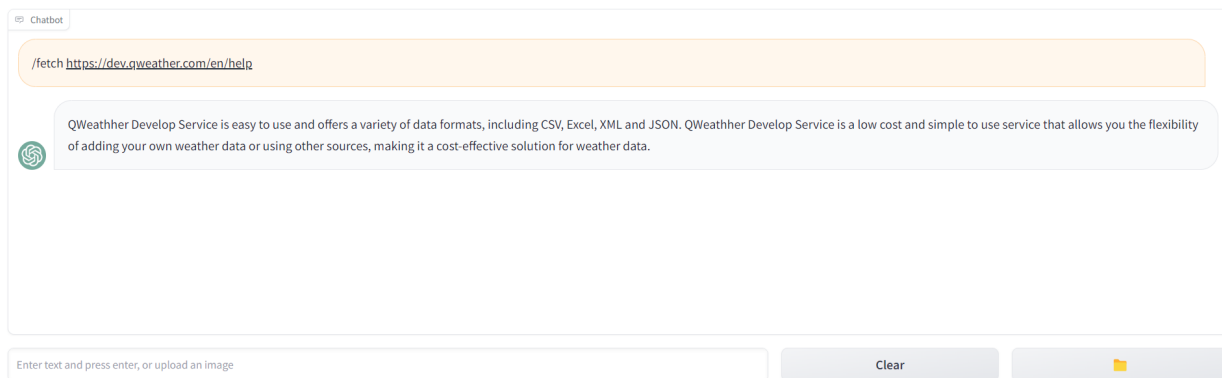 Chatbot
/fetch https://dev.qweather.com/en/help
QWeathher Develop Service is easy to use and offers a variety of data formats, including CSV, Excel, XML and JSON. QWeathher Develop Service is a low cost and simple to use service that allows you the flexibility
of adding your own weather data or using other sources, making it a cost-effective solution for weather data.
Enter text and press enter, or upload an image
Clear